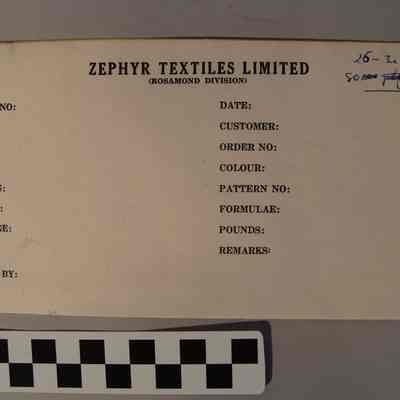 ZEPHYR TEXTILES LIMITED
(ROSAMOND DIVISION)
NO:
DATE:
CUSTOMER:
ORDER NO:
COLOUR:
PATTERN NO:
FORMULAE:
POUNDS:
REMARKS:
BY: